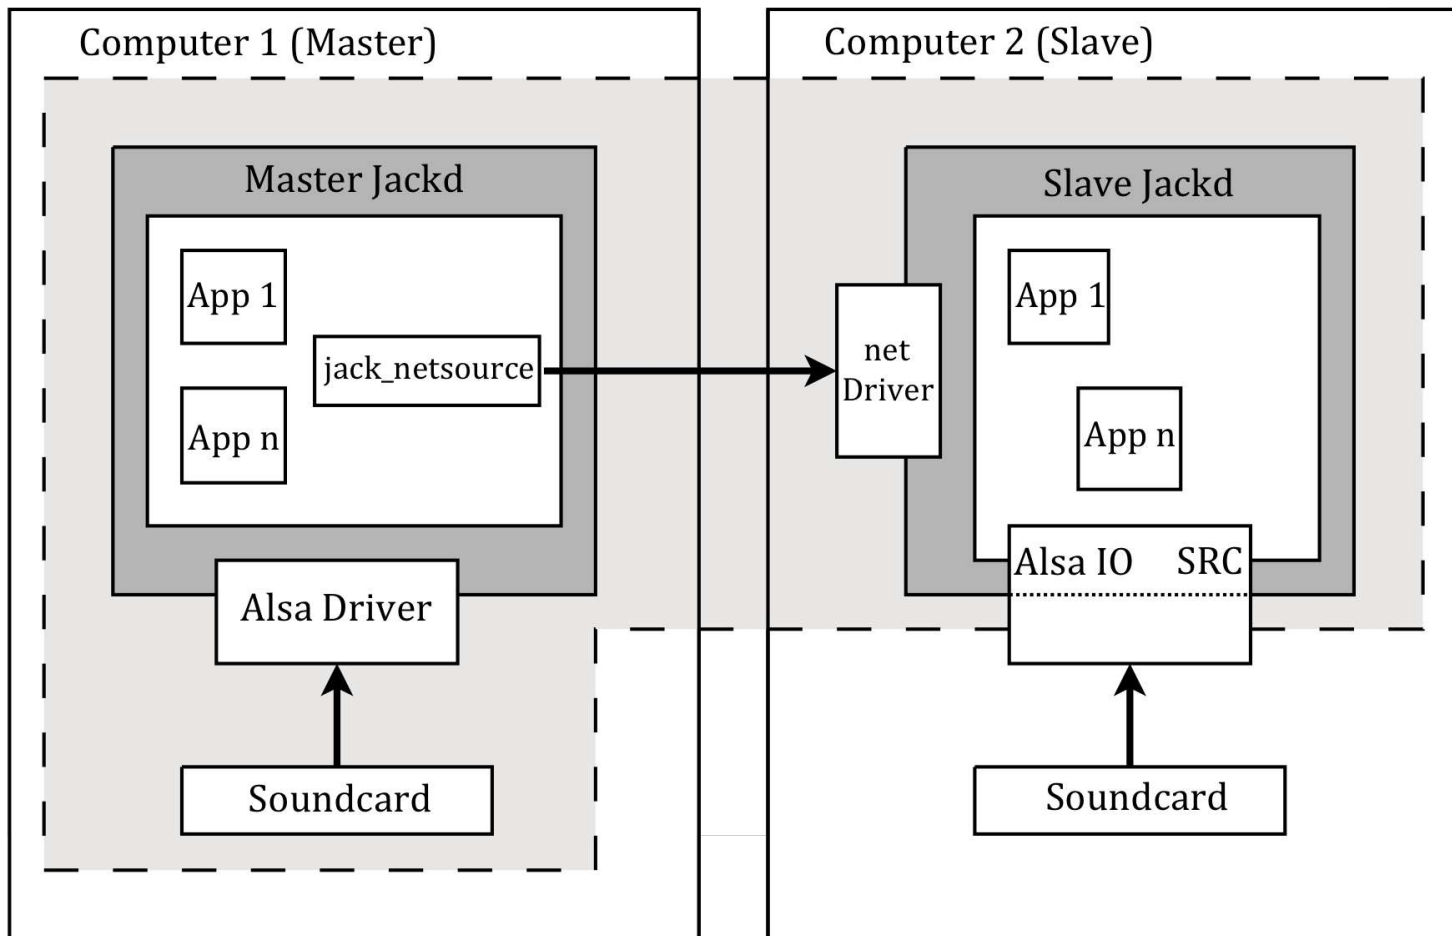 Computer 1 (Master)
Master Jackd
App 1
jack_netsource
App n
Alsa Driver
Soundcard
Computer 2 (Slave)
Slave Jackd
App 1
net
Driver
App n
Alsa IO SRC
Soundcard